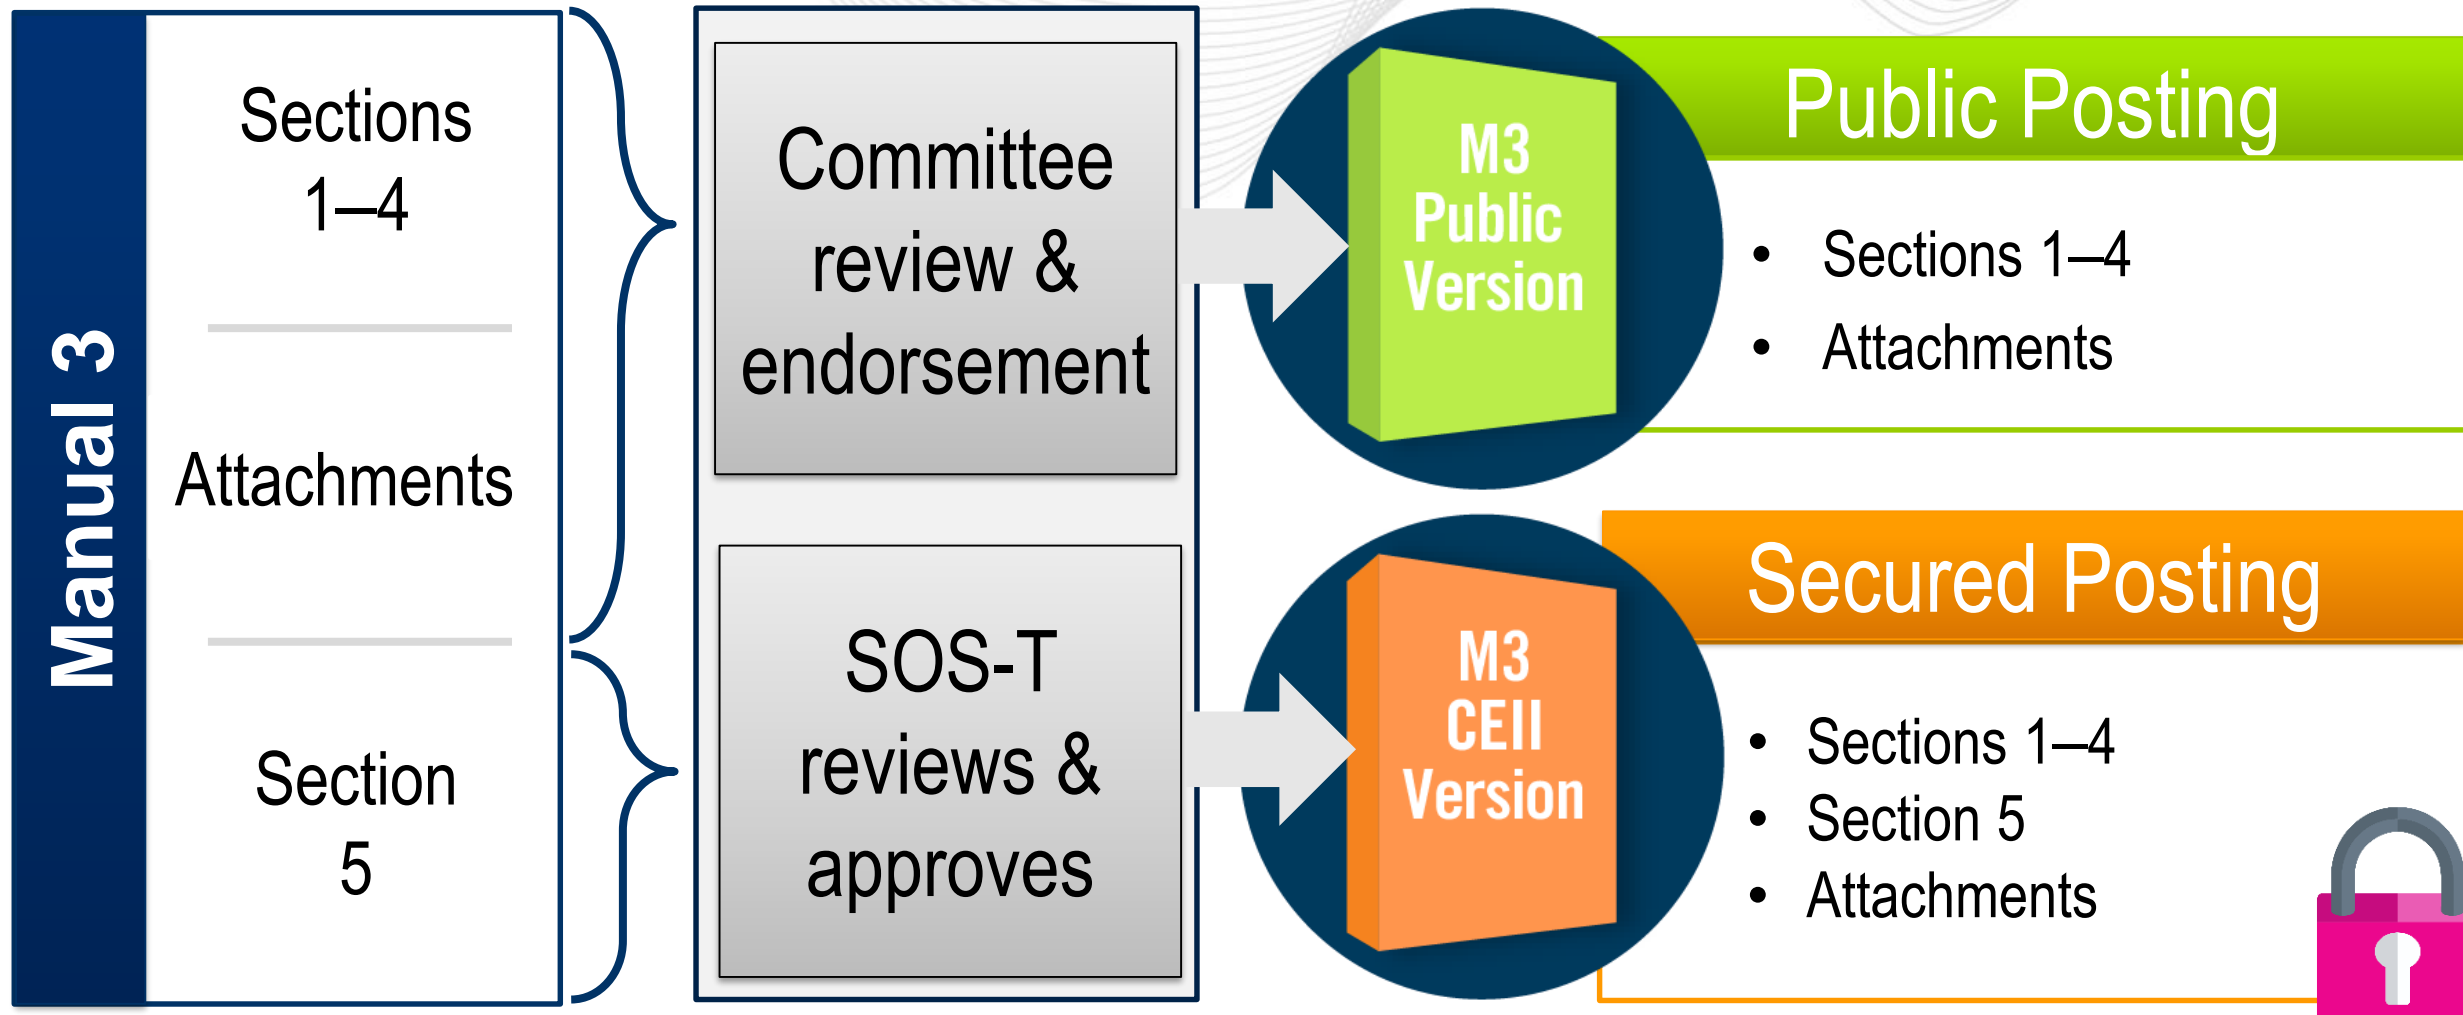 Manual 3
Sections
1–4
Attachments
Section
5
Committee
review &
endorsement
SOS-T
reviews &
approves
M3
Public
Version
Public Posting
• Sections 1–4
• Attachments
M3
CEII
Version
Secured Posting
• Sections 1–4
• Section 5
• Attachments